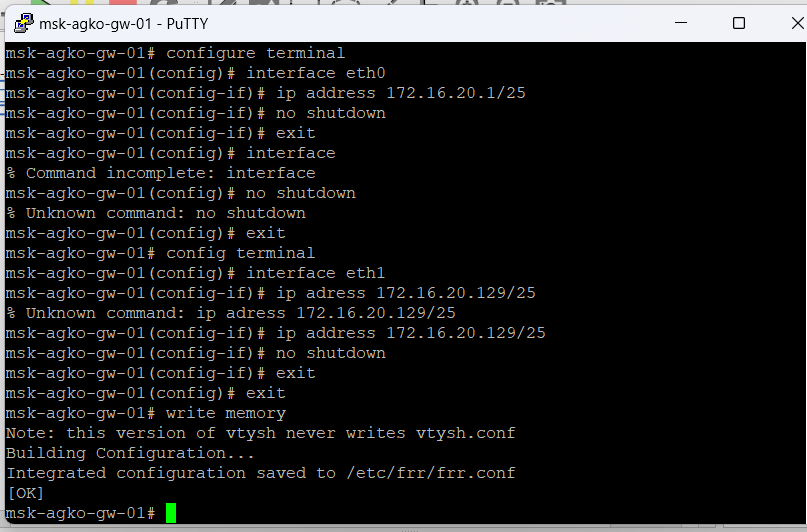 msk-agko-gw-01 - PuTTY
msk-agko-gw-01# configure terminal
msk-agko-gw-01(config)# interface eth0
msk-agko-gw-01(config-if)# ip address 172.16.20.1/25
msk-agko-gw-01(config-if)# no shutdown
msk-agko-gw-01(config-if)# exit
msk-agko-gw-01(config)# interface
% Command incomplete: interface
msk-agko-gw-01(config)# no shutdown
% Unknown command: no shutdown
msk-agko-gw-01(config)# exit
msk-agko-gw-01# config terminal
msk-agko-gw-01(config)# interface eth1
msk-agko-gw-01(config-if)# ip adress 172.16.20.129/25
% Unknown command: ip adress 172.16.20.129/25
msk-agko-gw-01(config-if)# ip address 172.16.20.129/25
msk-agko-gw-01(config-if)# no shutdown
msk-agko-gw-01(config-if)# exit
msk-agko-gw-01(config)# exit
msk-agko-gw-01# write memory
Note: this version of vtysh never writes vtysh.conf
Building Configuration...
Integrated configuration saved to /etc/frr/frr.conf
[OK]
msk-agko-gw-01#